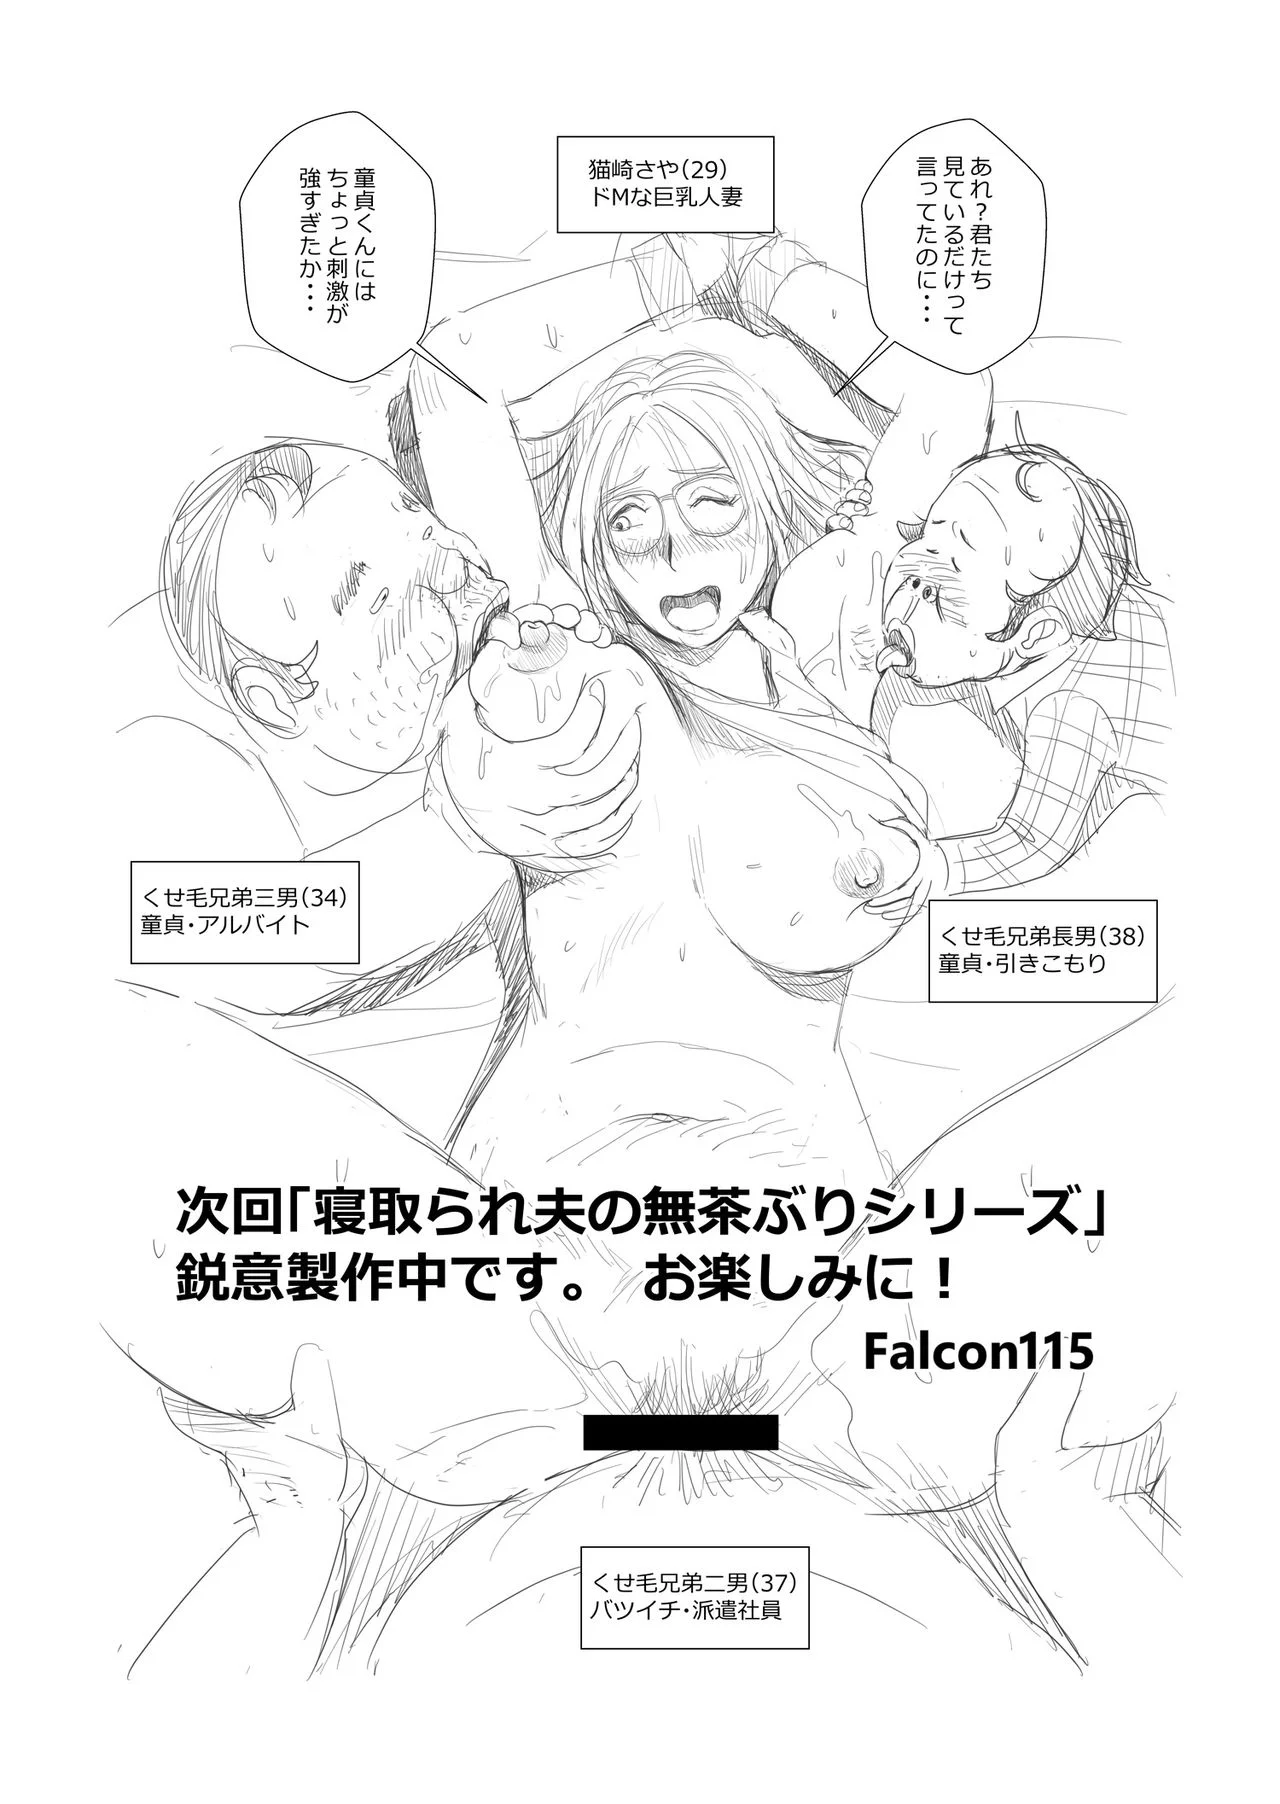 あれ？君たち
見ているだけって
言ってたのに・・・
猫崎さや（29）
ドMな巨乳人妻
童貞くんには
ちょっと刺激が
強すぎたか・・・
くせ毛兄弟三男（34）
童貞・アルバイト
くせ毛兄弟長男（38）
童貞・引きこもり
次回「寝取られ夫の無茶ぶりシリーズ」
鋭意製作中です。　お楽しみに！
Falcon115
くせ毛兄弟二男（37）
バツイチ・派遣社員